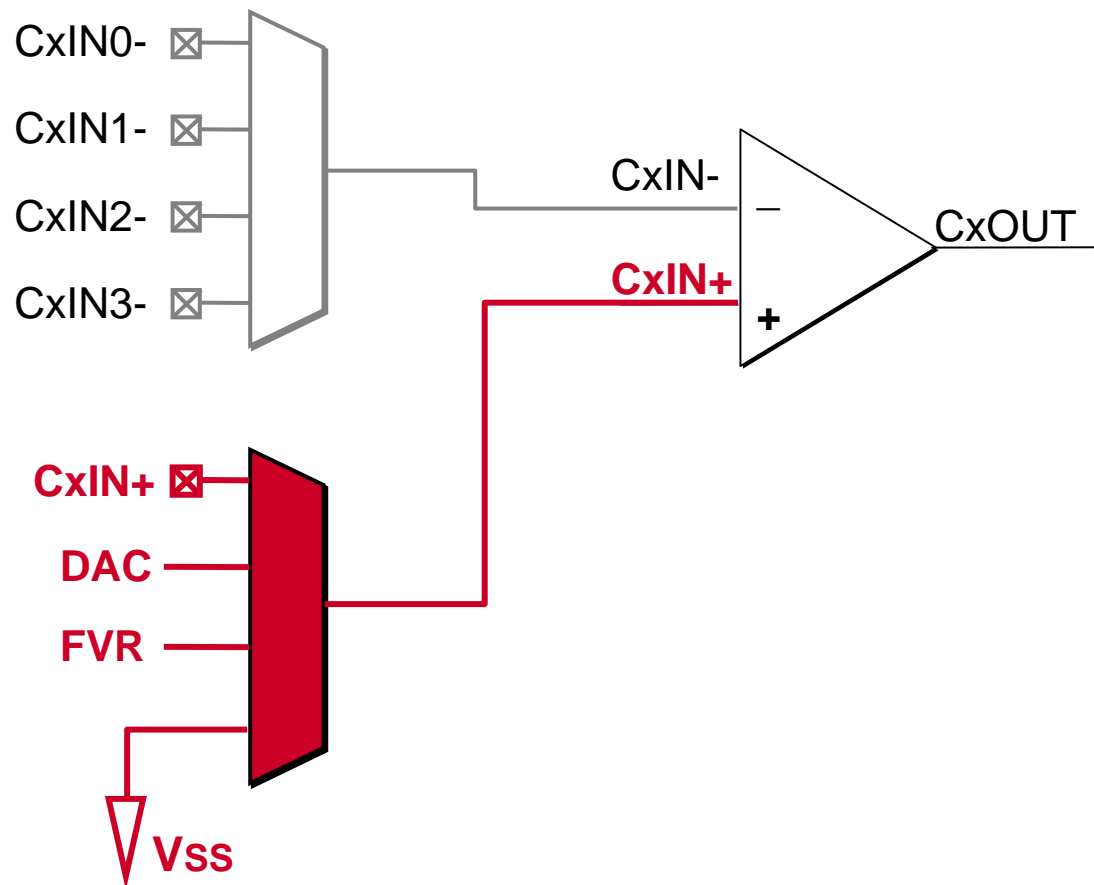 CxIN0-
CxIN1-
CxIN2-
CxIN3-
CxIN-
–
CxOUT
CxIN+
+
CxIN+
DAC
FVR
VSS